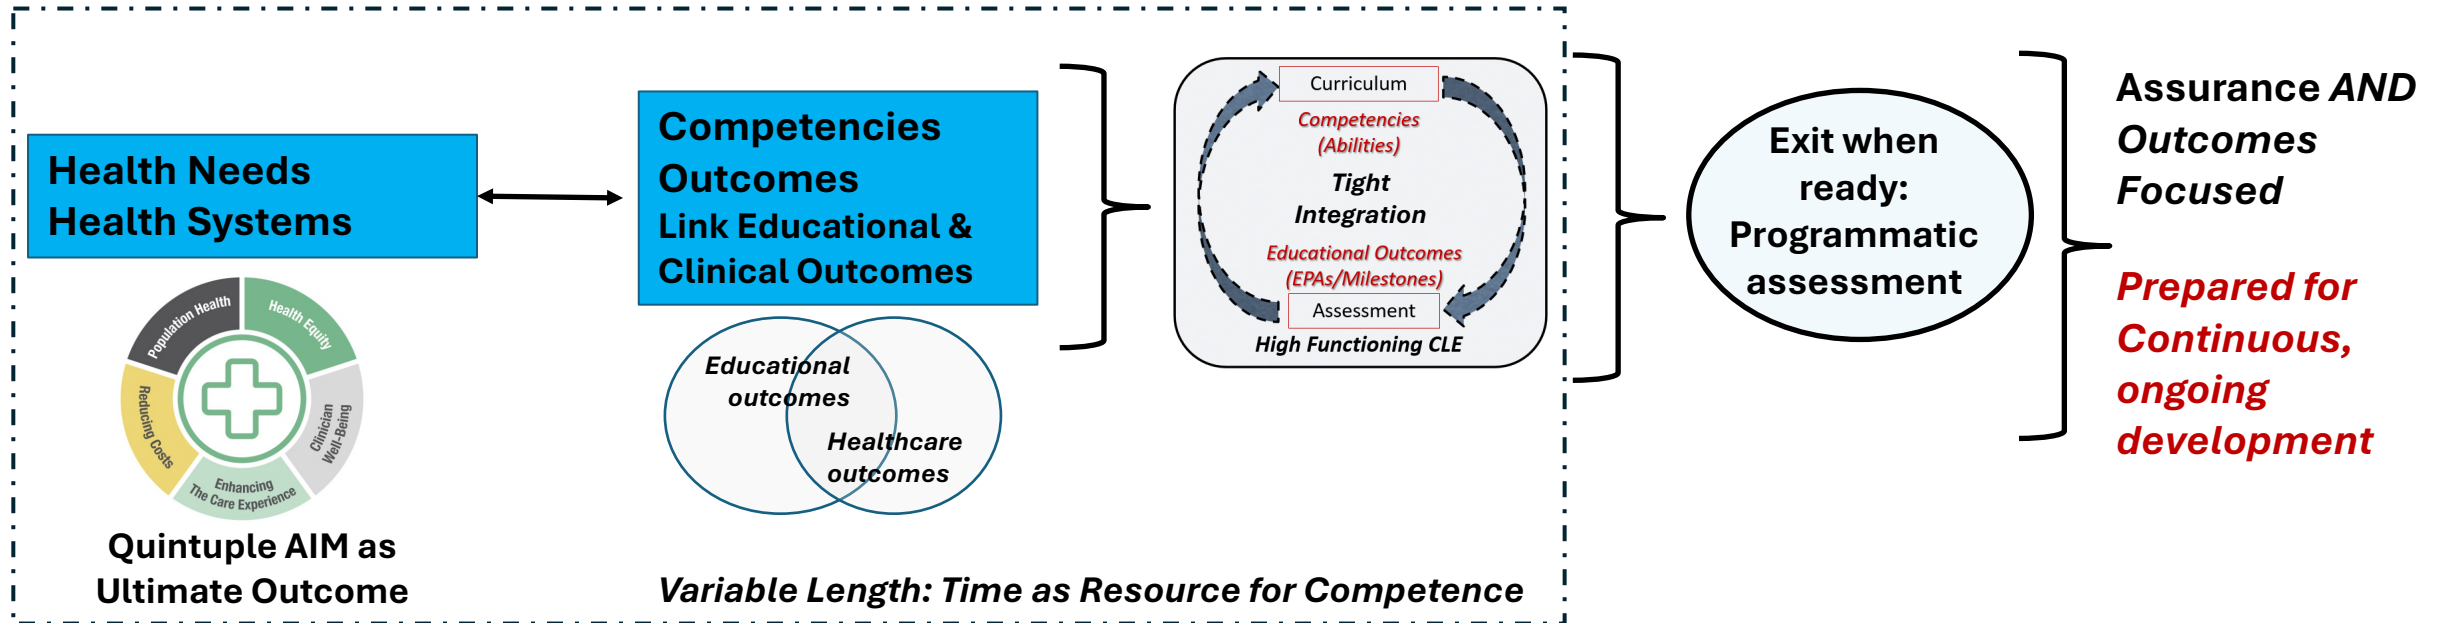 Health Needs
Health Systems
Population Health
Health Equity
Reducing Costs
Clinician
Well-Being
Enhancing
The Care Experience
Quintuple AIM as
Ultimate Outcome
Competencies
Outcomes
Link Educational &
Clinical Outcomes
Educational
outcomes
Healthcare
outcomes
Curriculum
Competencies
(Abilities)
Tight
Integration
Educational Outcomes
(EPAs/Milestones)
Assessment
High Functioning CLE
Variable Length: Time as Resource for Competence
Exit when
ready:
Programmatic
assessment
Assurance AND
Outcomes
Focused
Prepared for
Continuous,
ongoing
development